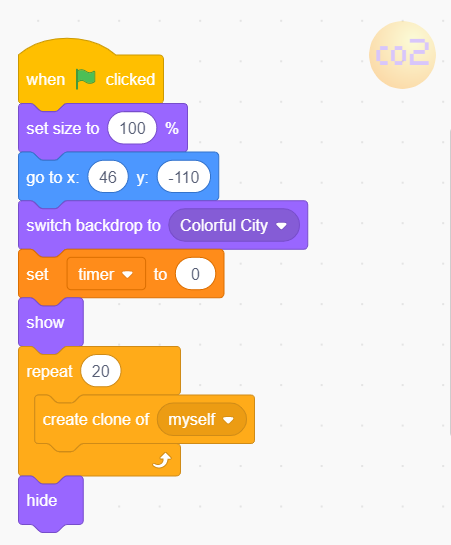 co2
when clicked
set size to 100 %
go to x: 46 y: -110
switch backdrop to Colorful City
set timer to 0
show
repeat 20
create clone of myself
hide